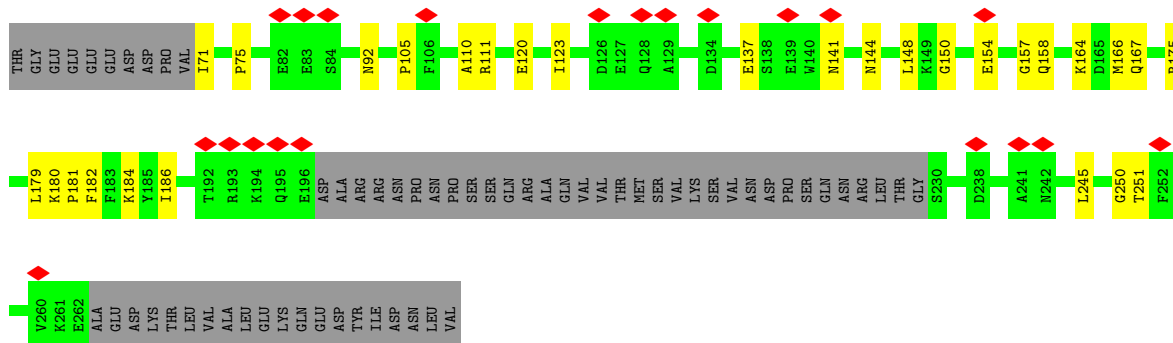 THR GLY GLU GLU GLU GLU ASP ASP PRO VAL I71 P75 E82 E83 S84 N92 P105 F106 A110 R111 E120 I123 D126 E127 Q128 A129 D134 E137 S138 E139 W140 N141 N144 L148 K149 G150 E154 G157 Q158 K164 D165 M166 Q167
L179 K180 P181 F182 F183 K184 Y185 I186 T192 R193 K194 Q195 E196 ASP ALA ARG ARG ASN PRO ASN PRO SER SER GLN ARG ALA GLN VAL VAL THR MET SER VAL LYS SER VAL ASN ASP PRO SER GLN ASN ARG LEU THR GLY S230 D238 A241 N242 L245 G250 T251 F252
V260 K261 E262 ALA GLU ASP LYS THR LEU VAL ALA LEU GLU LYS GLN GLU ASP TYR ILE ASP ASN LEU VAL